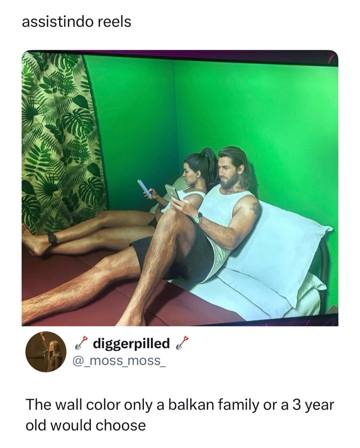 assistindo reels
diggerpilled
@_moss_moss_
The wall color only a balkan family or a 3 year
old would choose